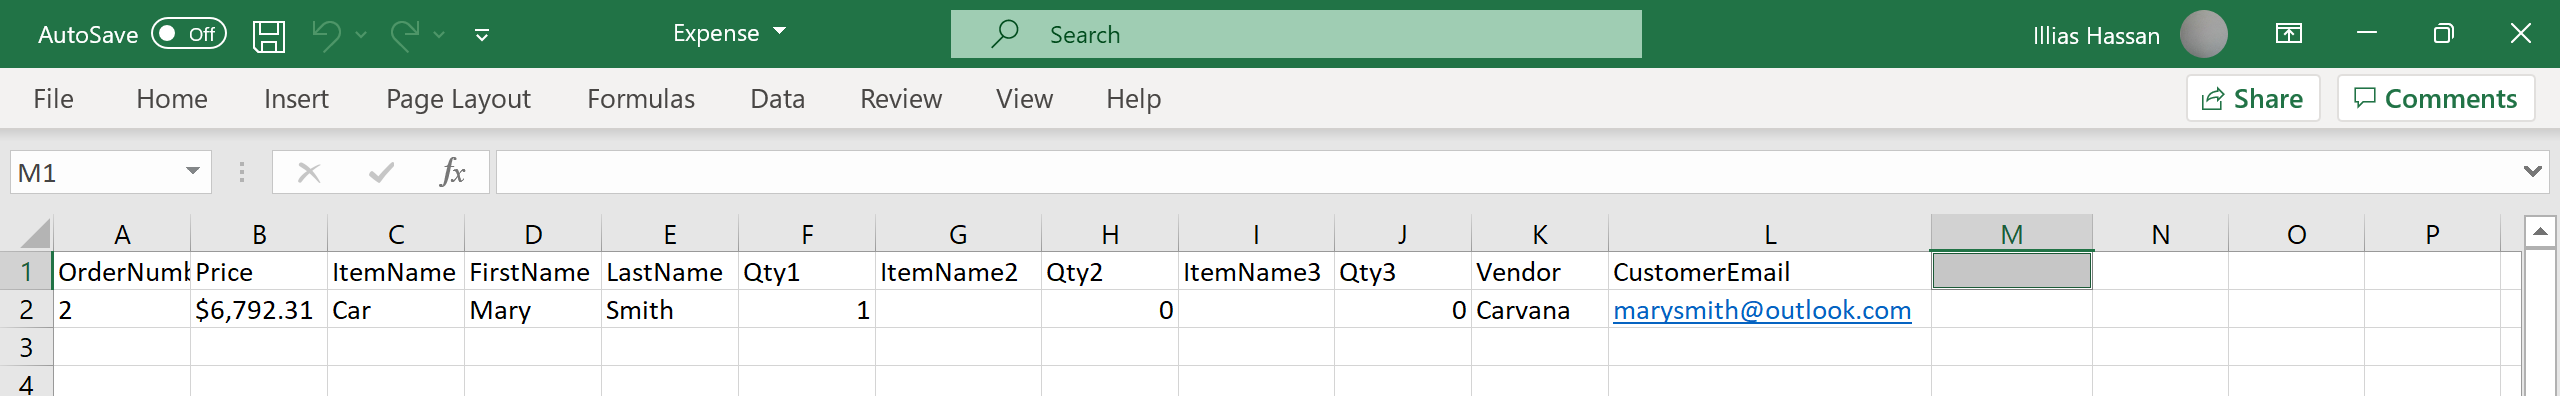 AutoSave Off Expense Search Illias Hassan
File Home Insert Page Layout Formulas Data Review View Help Share Comments
M1 fx
A B C D E F G H I J K L M N O P
1 OrderNumb Price ItemName FirstName LastName Qty1 ItemName2 Qty2 ItemName3 Qty3 Vendor CustomerEmail
2 2 $6,792.31 Car Mary Smith 1 0 0 Carvana marysmith@outlook.com
3
4